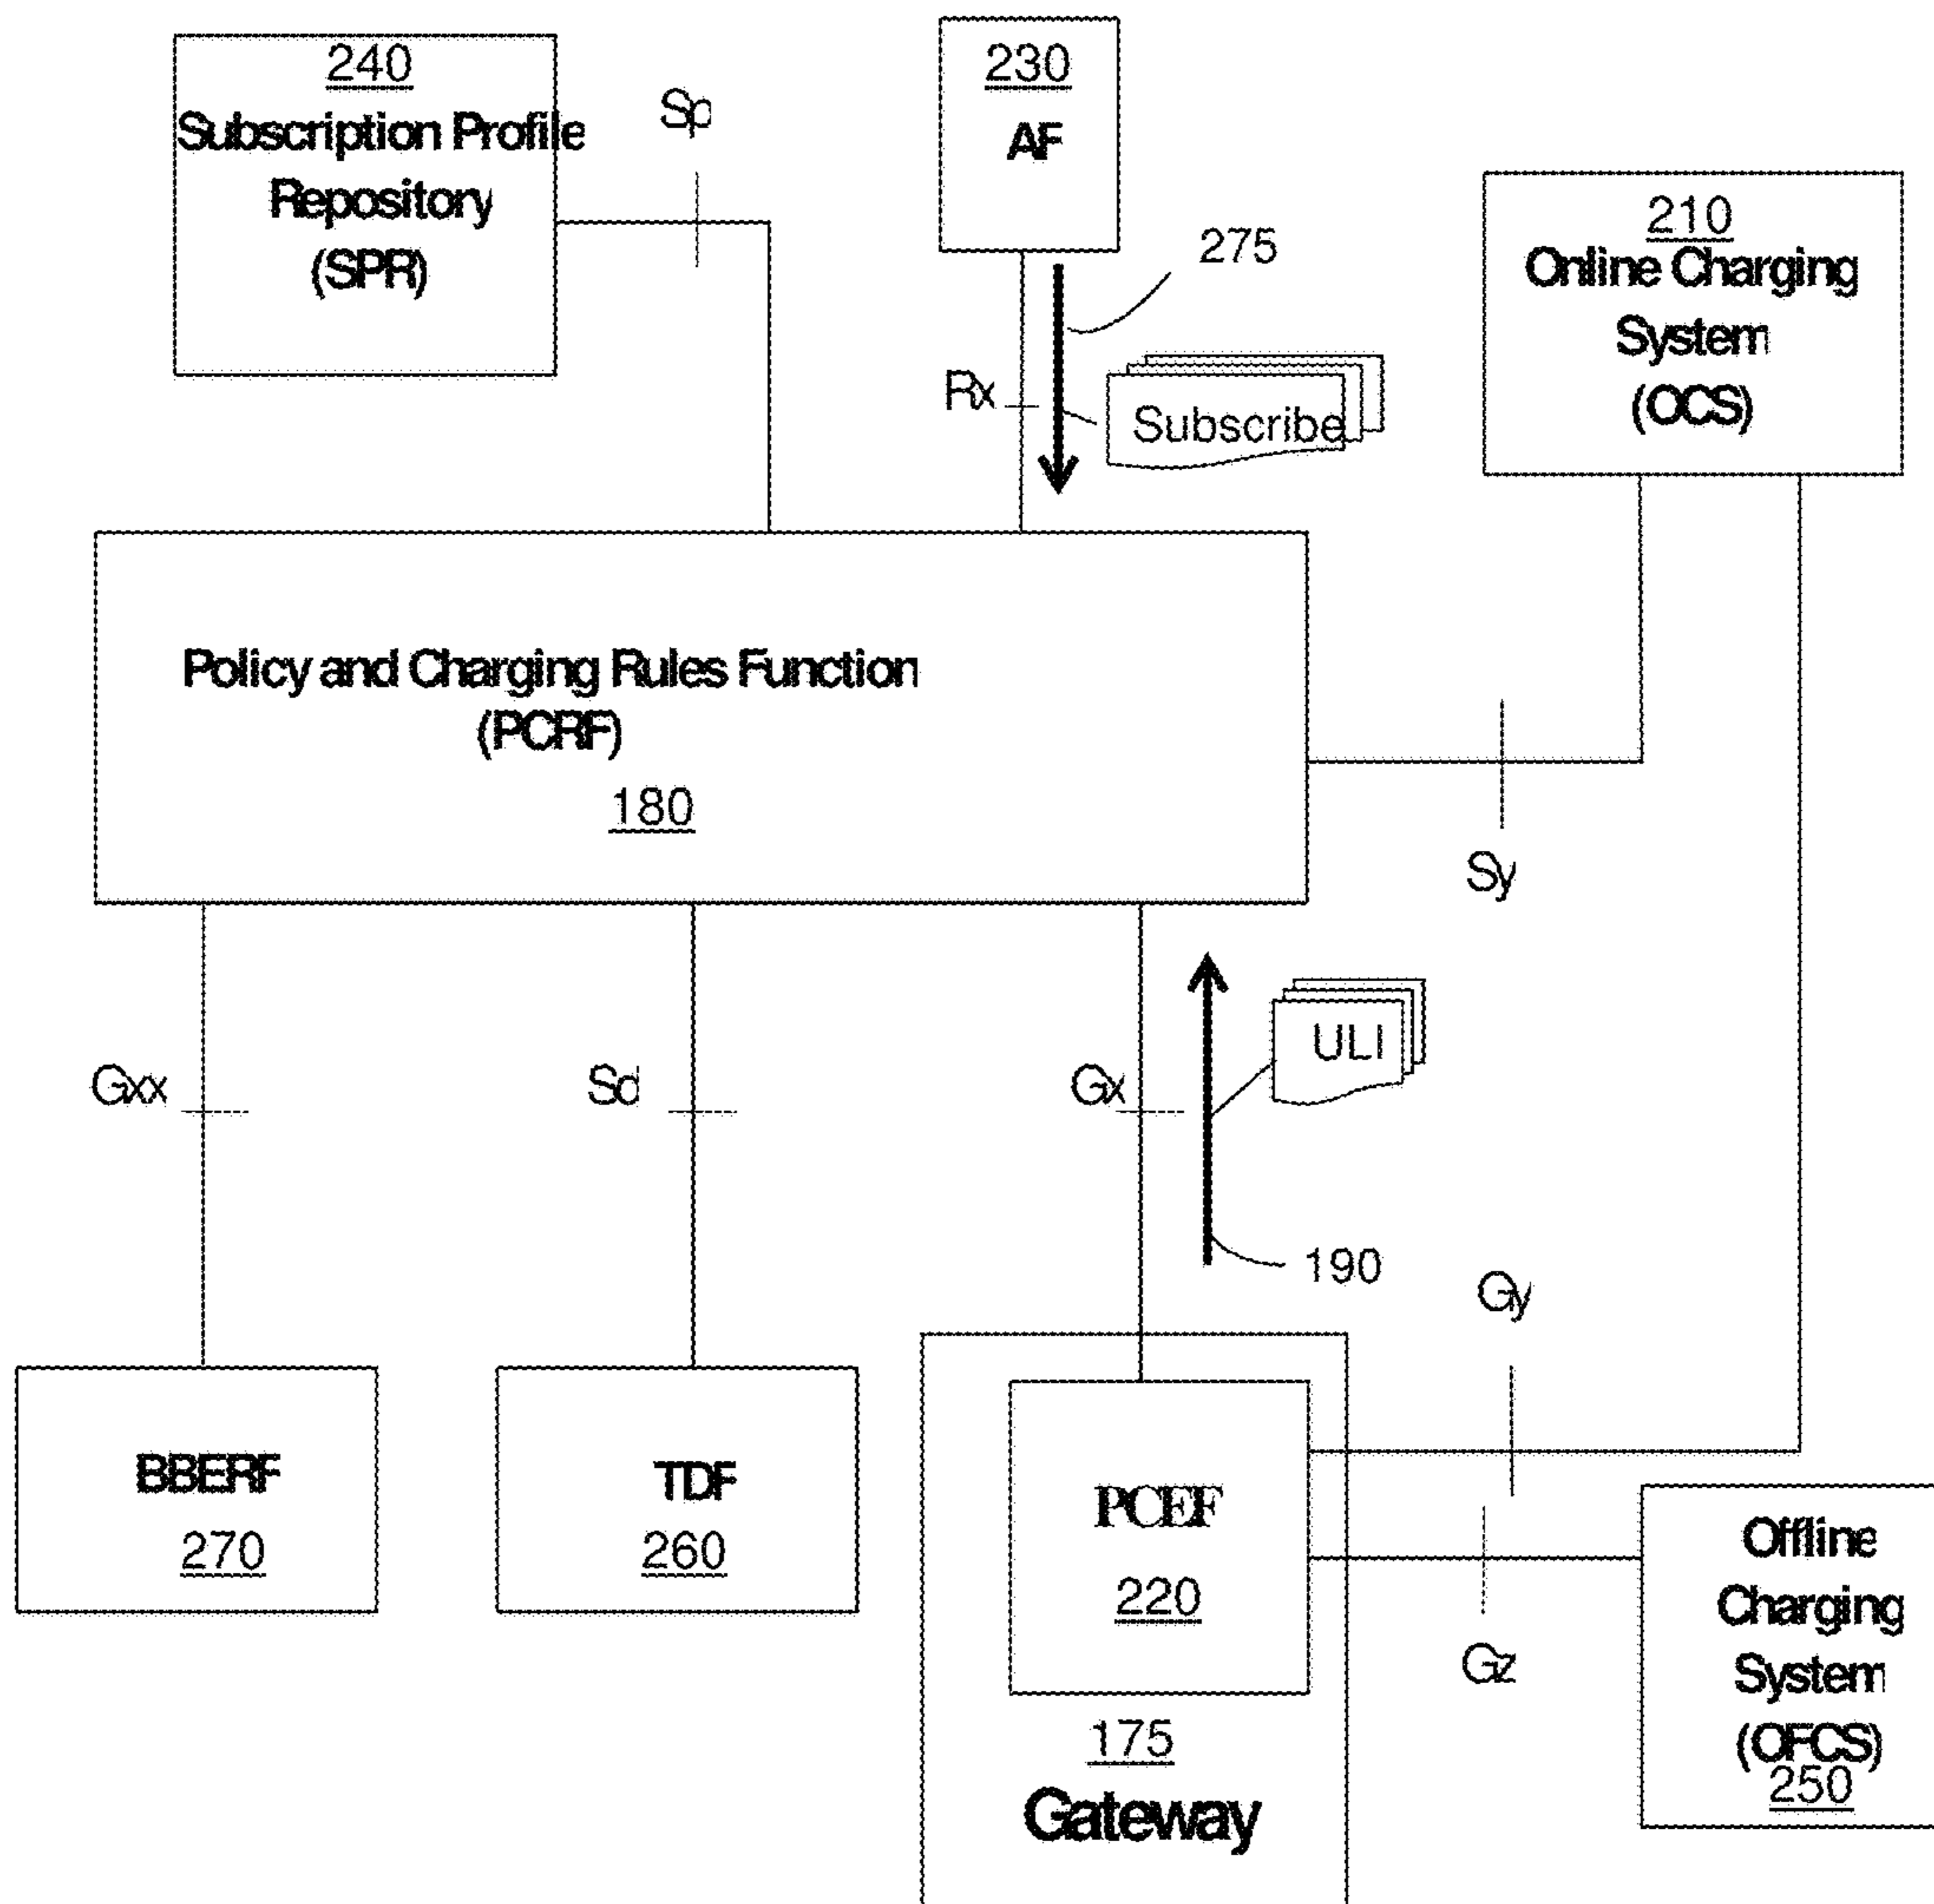 240
Subscription Profile
Repository
(SPR)
Sp
230
AF
275
Rx
Subscribe
210
Online Charging
System
(OCS)
Policy and Charging Rules Function
(PCRF)
180
Sy
Gxx
Sd
Gx
ULI
190
Gy
BBERF
270
TDF
260
PCEF
220
175
Gateway
Gz
Offline
Charging
System
(OFCS)
250